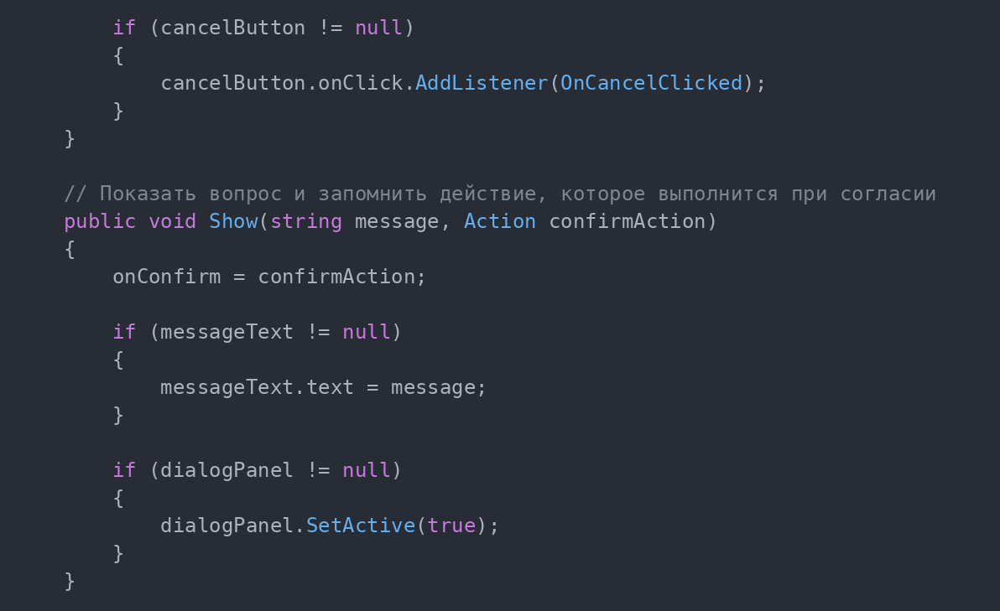 if (cancelButton != null)
{
cancelButton.onClick.AddListener(OnCancelClicked);
}
}
// Показать вопрос и запомнить действие, которое выполнится при согласии
public void Show(string message, Action confirmAction)
{
onConfirm = confirmAction;
if (messageText != null)
{
messageText.text = message;
}
if (dialogPanel != null)
{
dialogPanel.SetActive(true);
}
}